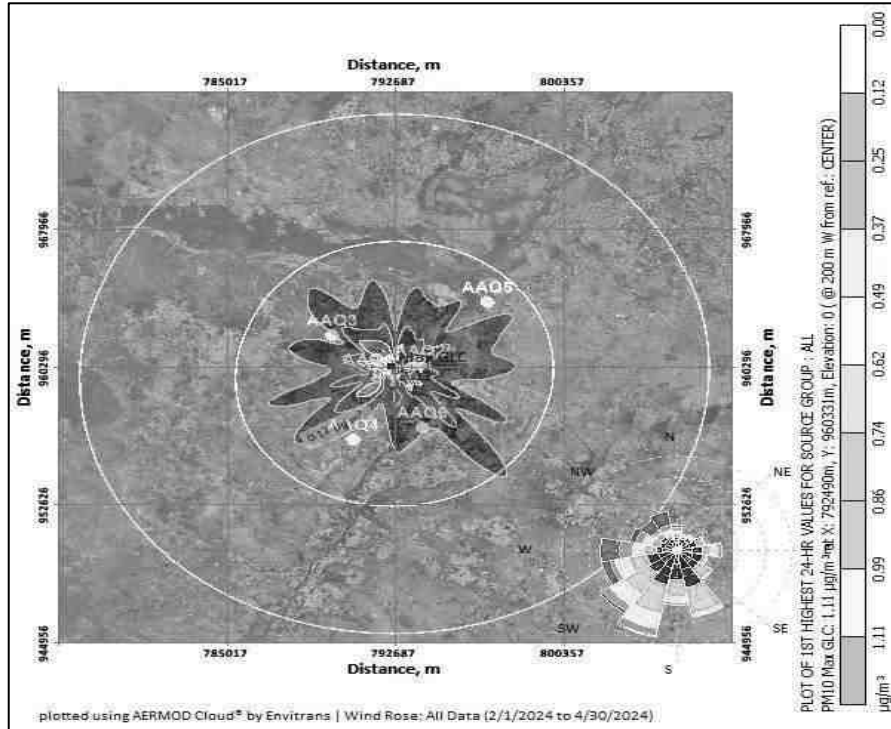 Distance, m
785017 792687 800357
967966
960296
952626
944956
Distance, m
AAQ5
AAQ3
AAQ4
AAQ6
GLC
967966
960296
952626
944956
Distance, m
N
NW
NE
W
SW
SE
S
785017 792687 800357
Distance, m
plotted using AERMOD Cloud® by Envitrans | Wind Rose: All Data (2/1/2024 to 4/30/2024)
PLOT OF 1ST HIGHEST 24-HR VALUES FOR SOURCE GROUP : ALL
PM10 Max GLC: 1.11 µg/m³ at X: 792490m, Y: 960331m, Elevation: 0 ( @ 200 m W from ref.: CENTER)
0.00
0.12
0.25
0.37
0.49
0.62
0.74
0.86
0.99
1.11
µg/m³